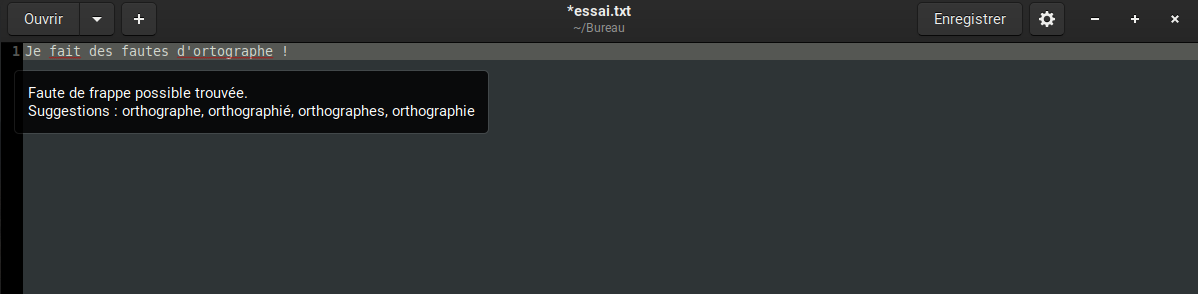 Ouvrir
*essai.txt
~/Bureau
Enregistrer
1 Je fait des fautes d'ortographe !
Faute de frappe possible trouvée.
Suggestions : orthographe, orthographié, orthographes, orthographie